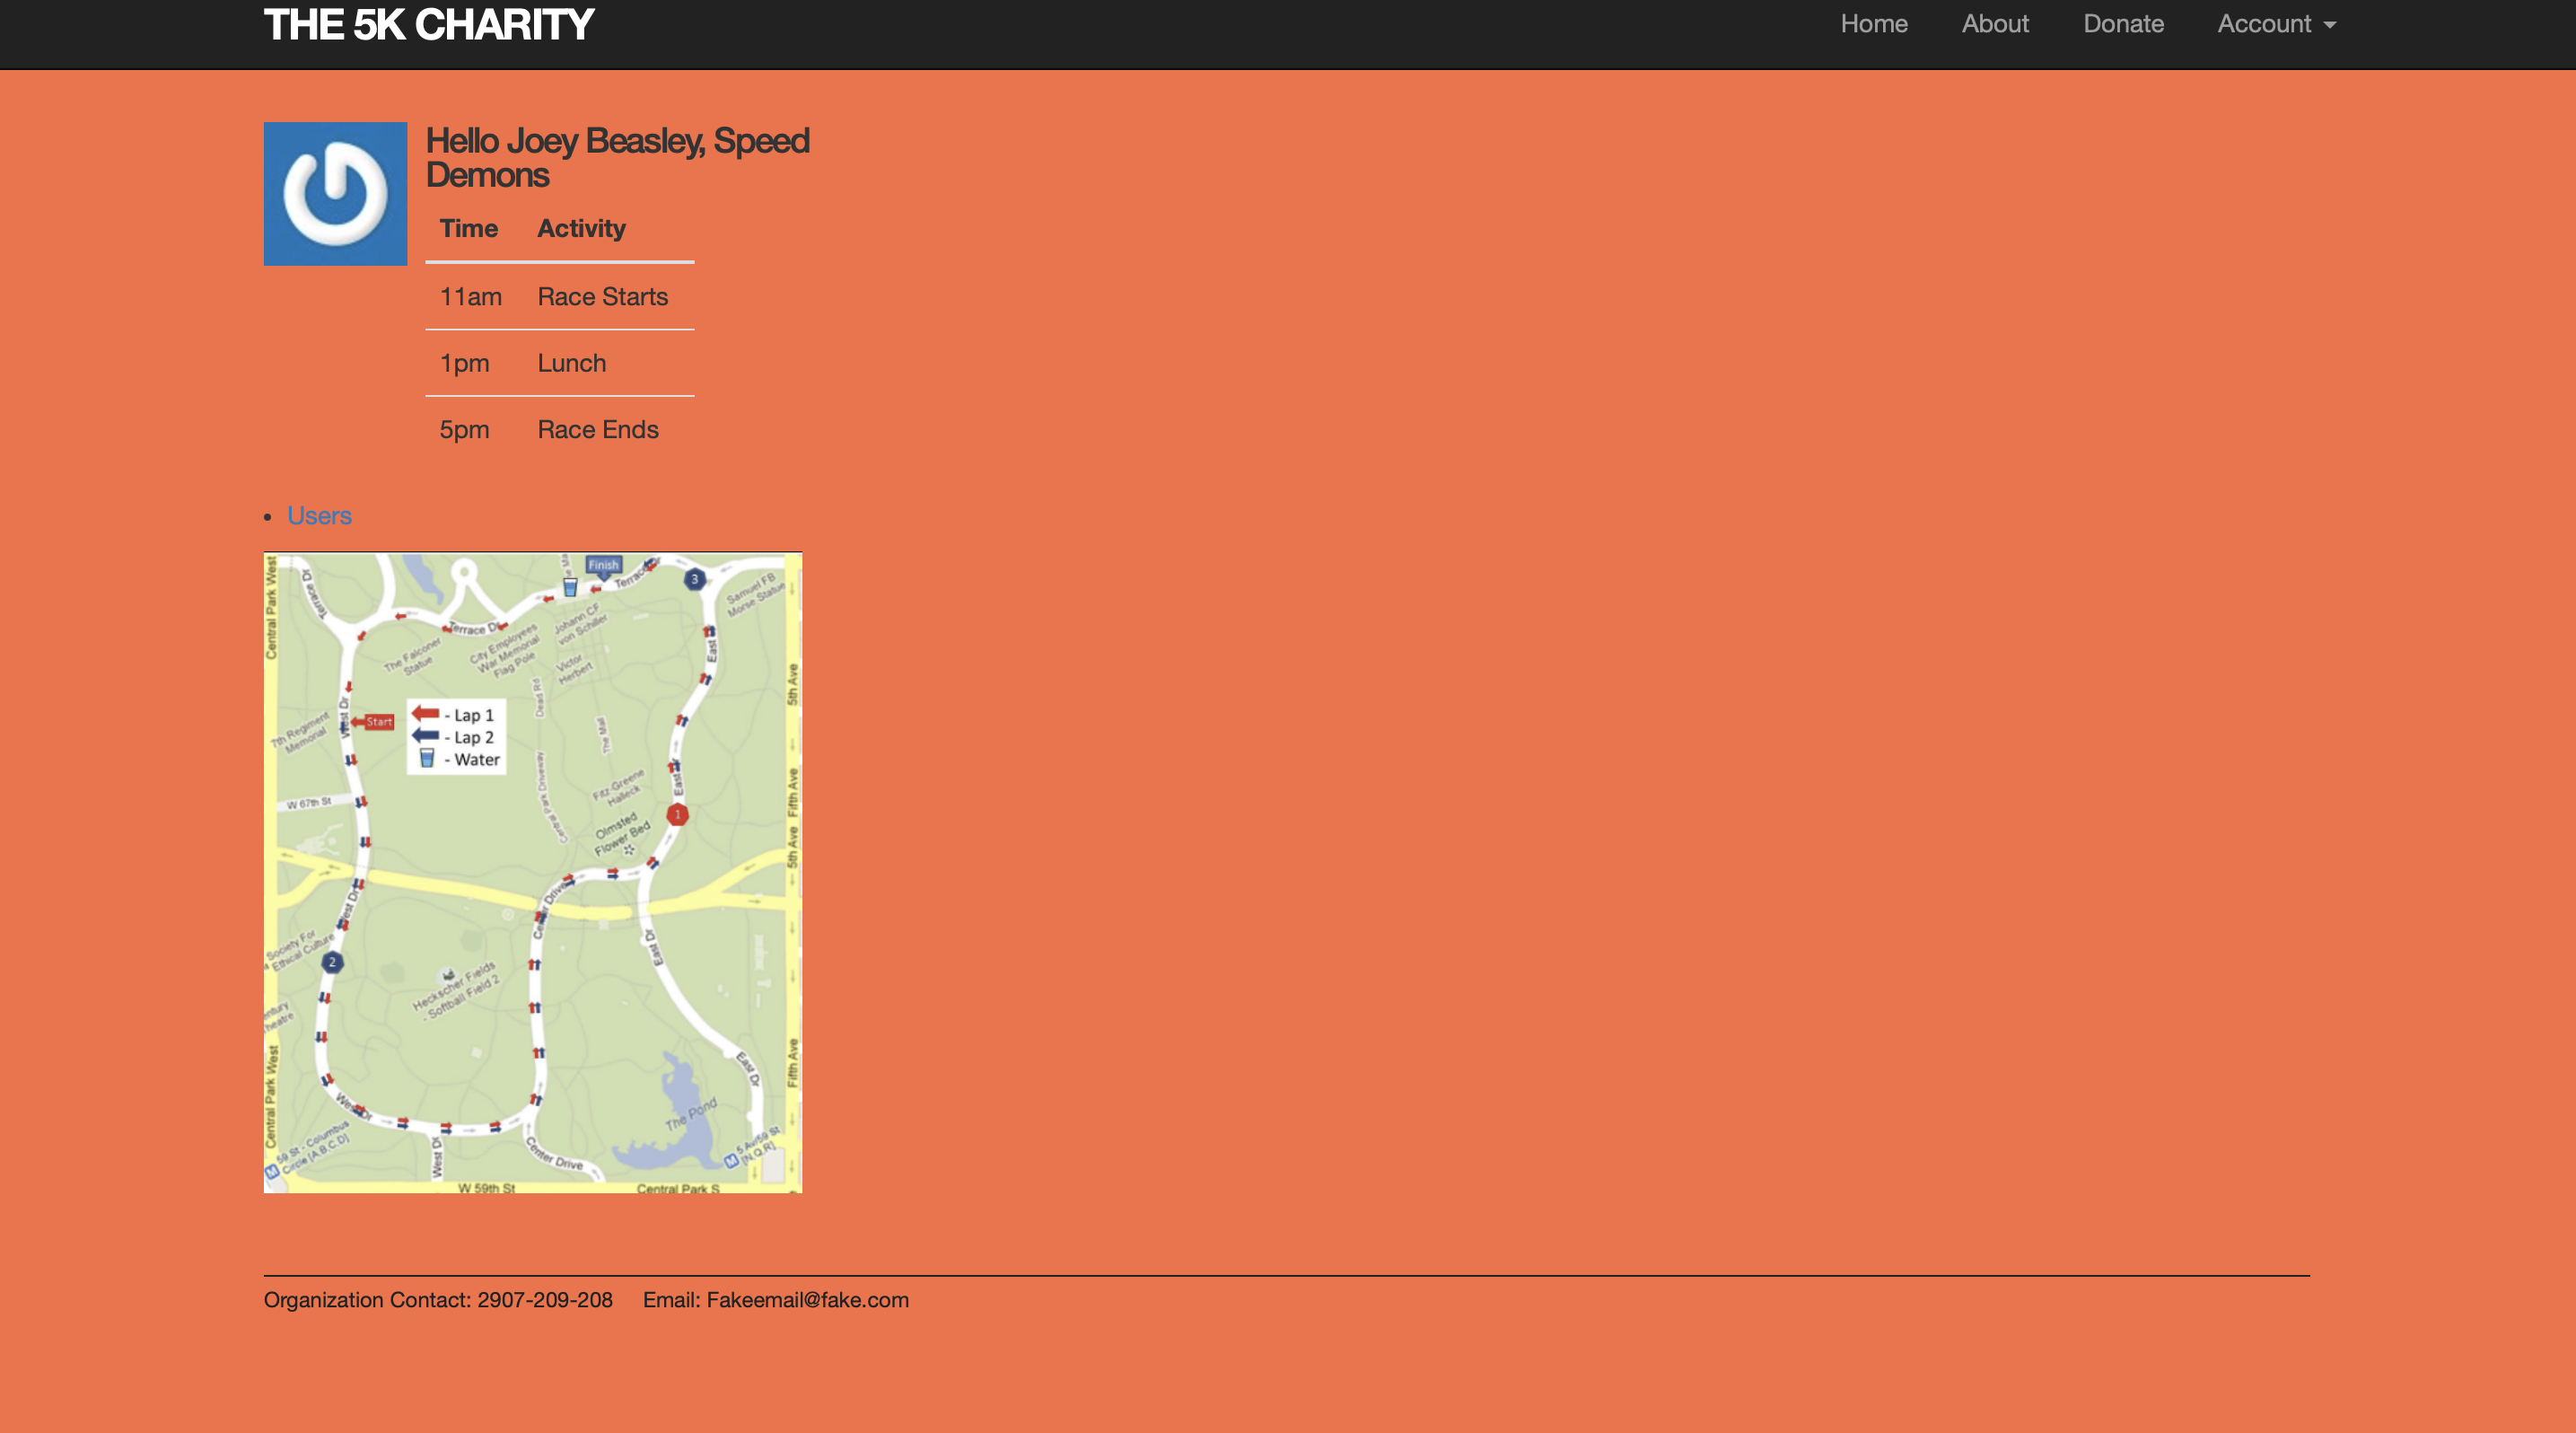 THE 5K CHARITY
Home About Donate Account
Hello Joey Beasley, Speed
Demons
Time Activity
11am Race Starts
1pm Lunch
5pm Race Ends
Users
Central Park West
Terrace Dr
Finish
Terrace Dr
3
Samuel FB
Morse Statue
Terrace Dr
The Falconer
Statue
City Employees
War Memorial
Flag Pole
Johann CF
von Schiller
Victor
Herbert
East
5th Ave
West Dr
Start
7th Regiment
Memorial
- Lap 1
- Lap 2
- Water
Dead Rd
The Mall
Central Park Driveway
East
Fitz-Greene
Halleck
Fifth Ave
W 67th St
1
Olmsted
Flower Bed
5th Ave
West Dr
Drive
Society For
Ethical Culture
2
Heckscher Fields
- Softball Field 2
East Dr
Central Park West
West Dr
East Dr
Fifth Ave
The Pond
59 St - Columbus
Circle [A,B,C,D]
West Dr
Center Drive
5 Av/59 St
[N,Q,R]
W 59th St
Central Park S
Organization Contact: 2907-209-208 Email: Fakeemail@fake.com